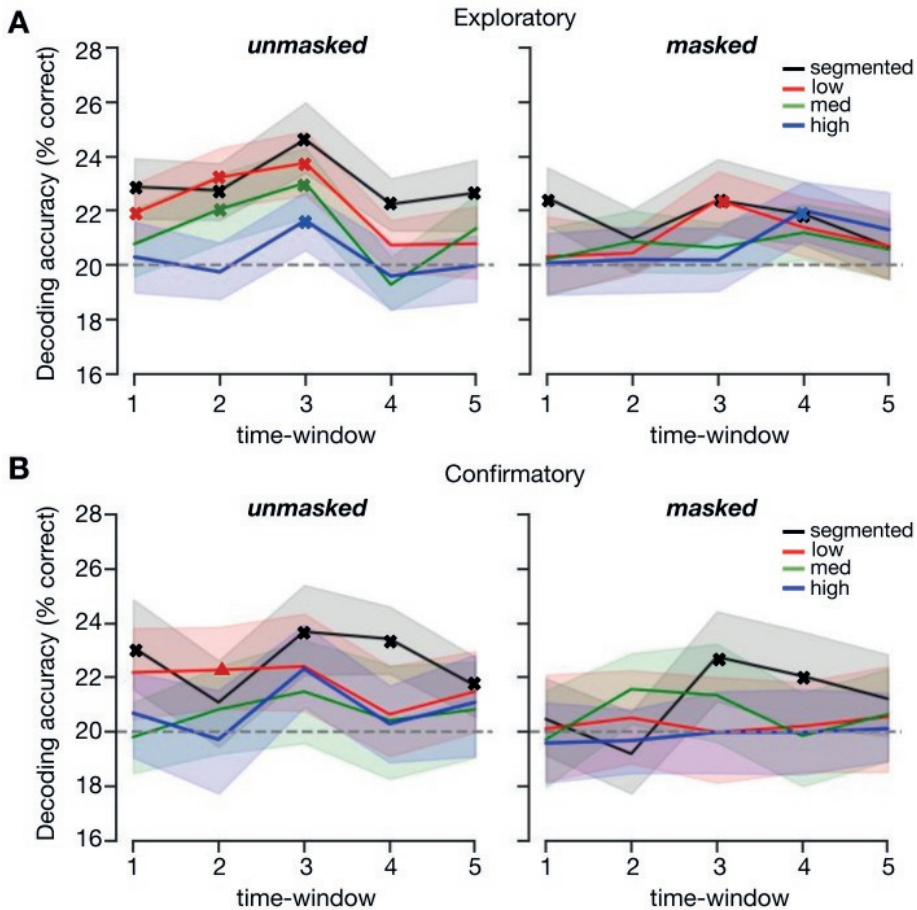 A
Exploratory
unmasked
masked
Decoding accuracy (% correct)
28
26
24
22
20
18
16
segmented
low
med
high
1 2 3 4 5
1 2 3 4 5
time-window
time-window
B
Confirmatory
unmasked
masked
Decoding accuracy (% correct)
28
26
24
22
20
18
16
segmented
low
med
high
1 2 3 4 5
1 2 3 4 5
time-window
time-window